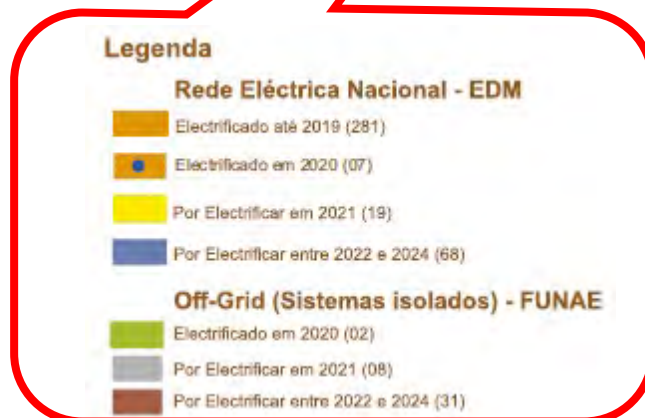 Legenda
Rede Eléctrica Nacional - EDM
Electrificado até 2019 (281)
Electrificado em 2020 (07)
Por Electrificar em 2021 (19)
Por Electrificar entre 2022 e 2024 (68)
Off-Grid (Sistemas isolados) - FUNAE
Electrificado em 2020 (02)
Por Electrificar em 2021 (08)
Por Electrificar entre 2022 e 2024 (31)